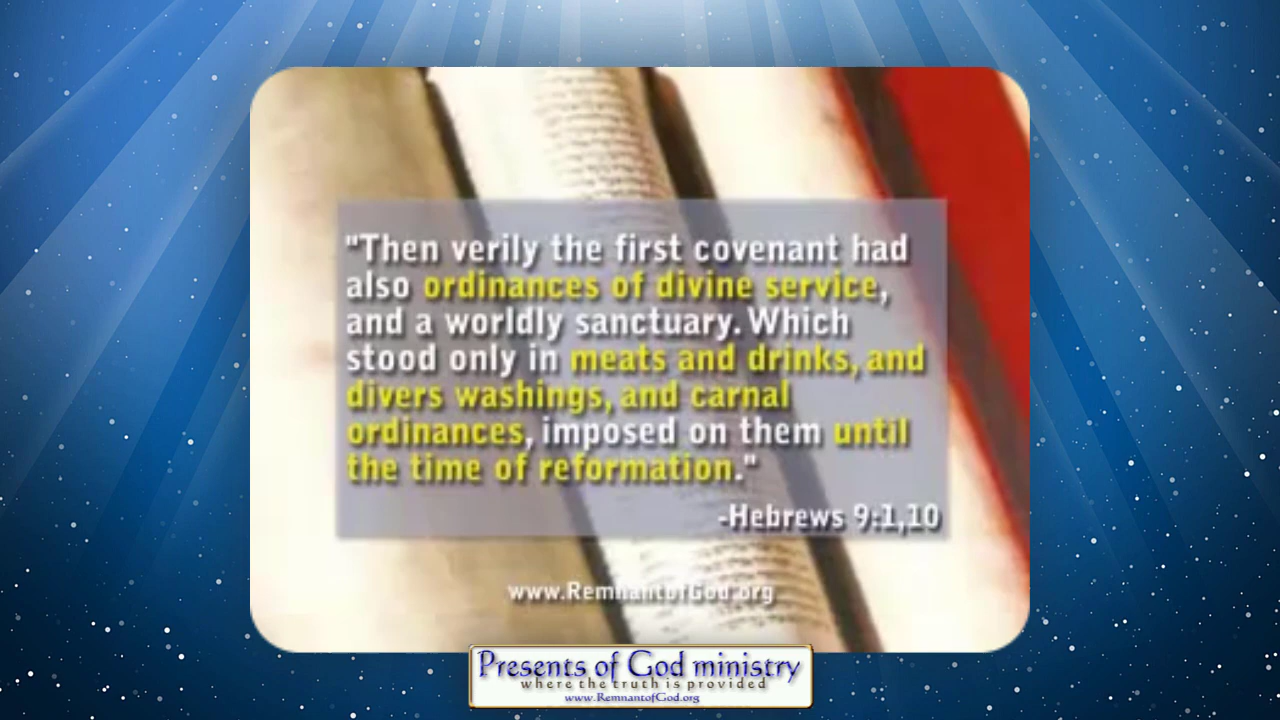 "Then verily the first covenant had
also ordinances of divine service,
and a worldly sanctuary. Which
stood only in meats and drinks, and
divers washings, and carnal
ordinances, imposed on them until
the time of reformation."
-Hebrews 9:1,10
www.RemnantofGod.org
Presents of God ministry
where the truth is provided
www.RemnantofGod.org